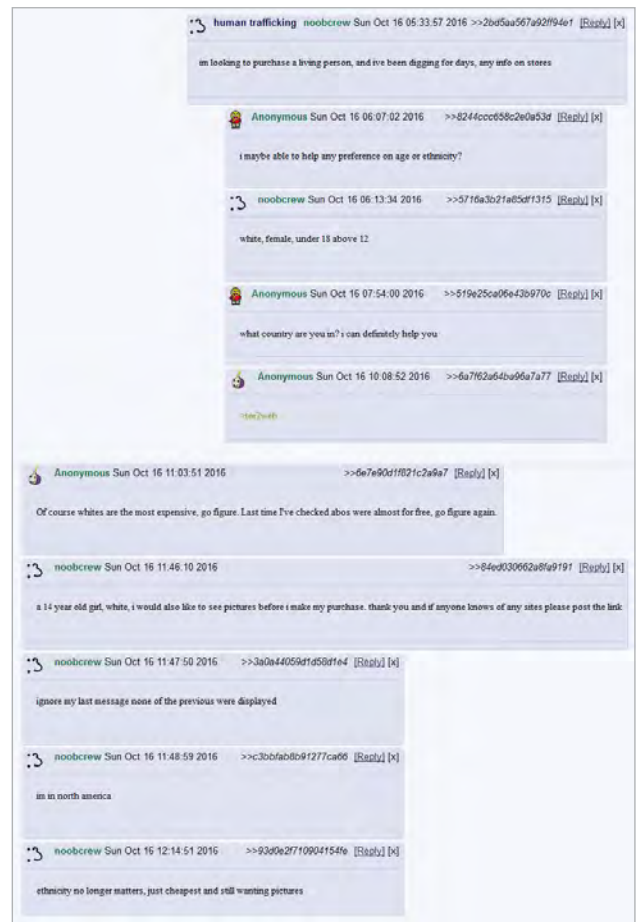 human trafficking noobcrew Sun Oct 16 05:33:57 2016 >>2bd5aa567a92ff94e1 [Reply] [x]
im looking to purchase a living person, and ive been digging for days, any info on stores
Anonymous Sun Oct 16 06:07:02 2016 >>8244ccc658c2e0a53d [Reply] [x]
i maybe able to help any preference on age or ethnicity?
noobcrew Sun Oct 16 06:13:34 2016 >>5716a3b21a85df1315 [Reply] [x]
white, female, under 18 above 12
Anonymous Sun Oct 16 07:54:00 2016 >>519e25ca06e43b970c [Reply] [x]
what country are you in? i can definitely help you
Anonymous Sun Oct 16 10:08:52 2016 >>6a7f62a64ba96a7a77 [Reply] [x]
Anonymous Sun Oct 16 11:03:51 2016 >>6e7e90d1f821c2a9a7 [Reply] [x]
Of course whites are the most expensive, go figure. Last time I've checked abos were almost for free, go figure again.
noobcrew Sun Oct 16 11:46:10 2016 >>84ed030662a8fa9191 [Reply] [x]
a 14 year old girl, white, i would also like to see pictures before i make my purchase. thank you and if anyone knows of any sites please post the link
noobcrew Sun Oct 16 11:47:50 2016 >>3a0a44059d1d58d1e4 [Reply] [x]
ignore my last message none of the previous were displayed
noobcrew Sun Oct 16 11:48:59 2016 >>c3bbfab8b91277ca66 [Reply] [x]
im in north america
noobcrew Sun Oct 16 12:14:51 2016 >>93d0e2f710904154fe [Reply] [x]
ethnicity no longer matters, just cheapest and still wanting pictures